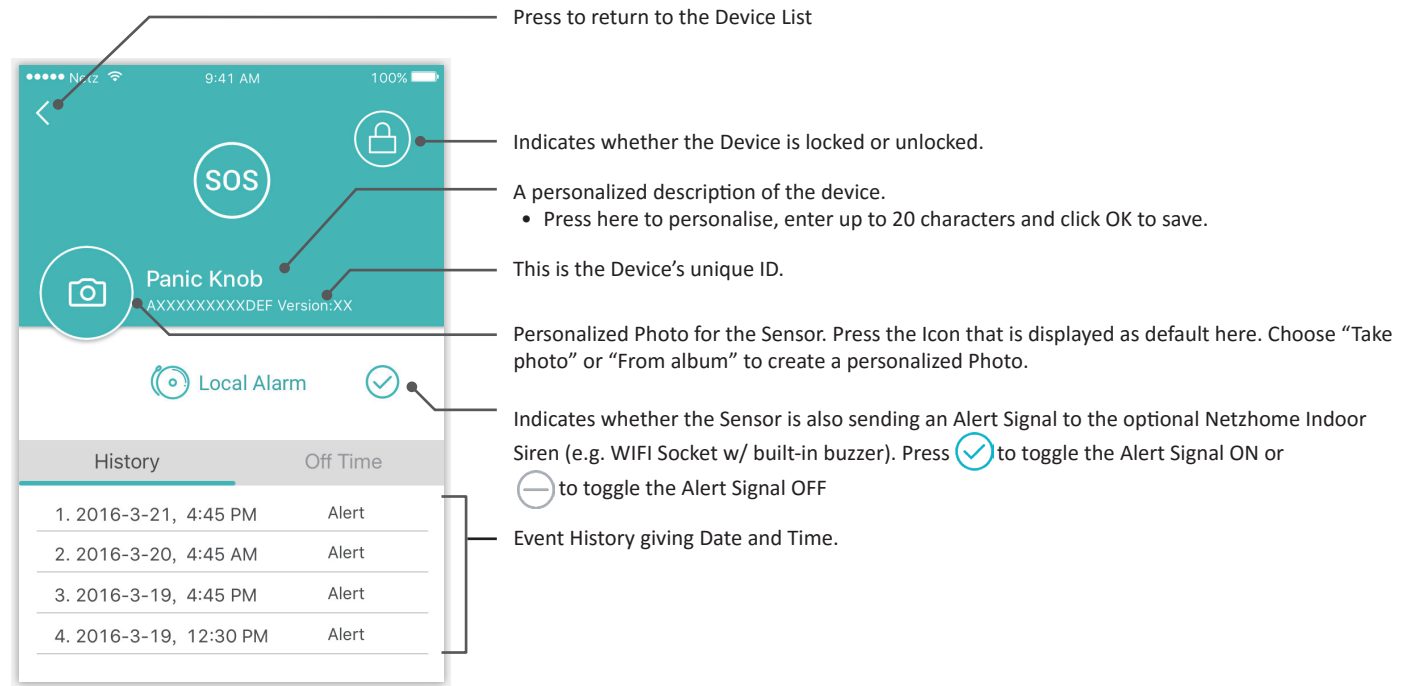 Press to return to the Device List
Netz 9:41 AM 100%
Indicates whether the Device is locked or unlocked.
SOS
A personalized description of the device.
• Press here to personalise, enter up to 20 characters and click OK to save.
This is the Device’s unique ID.
Panic Knob
AXXXXXXXXXDEF Version:XX
Personalized Photo for the Sensor. Press the Icon that is displayed as default here. Choose “Take
photo” or “From album” to create a personalized Photo.
Local Alarm
Indicates whether the Sensor is also sending an Alert Signal to the optional Netzhome Indoor
Siren (e.g. WIFI Socket w/ built-in buzzer). Press to toggle the Alert Signal ON or
to toggle the Alert Signal OFF
History Off Time
1. 2016-3-21, 4:45 PM Alert
2. 2016-3-20, 4:45 AM Alert
3. 2016-3-19, 4:45 PM Alert
4. 2016-3-19, 12:30 PM Alert
Event History giving Date and Time.